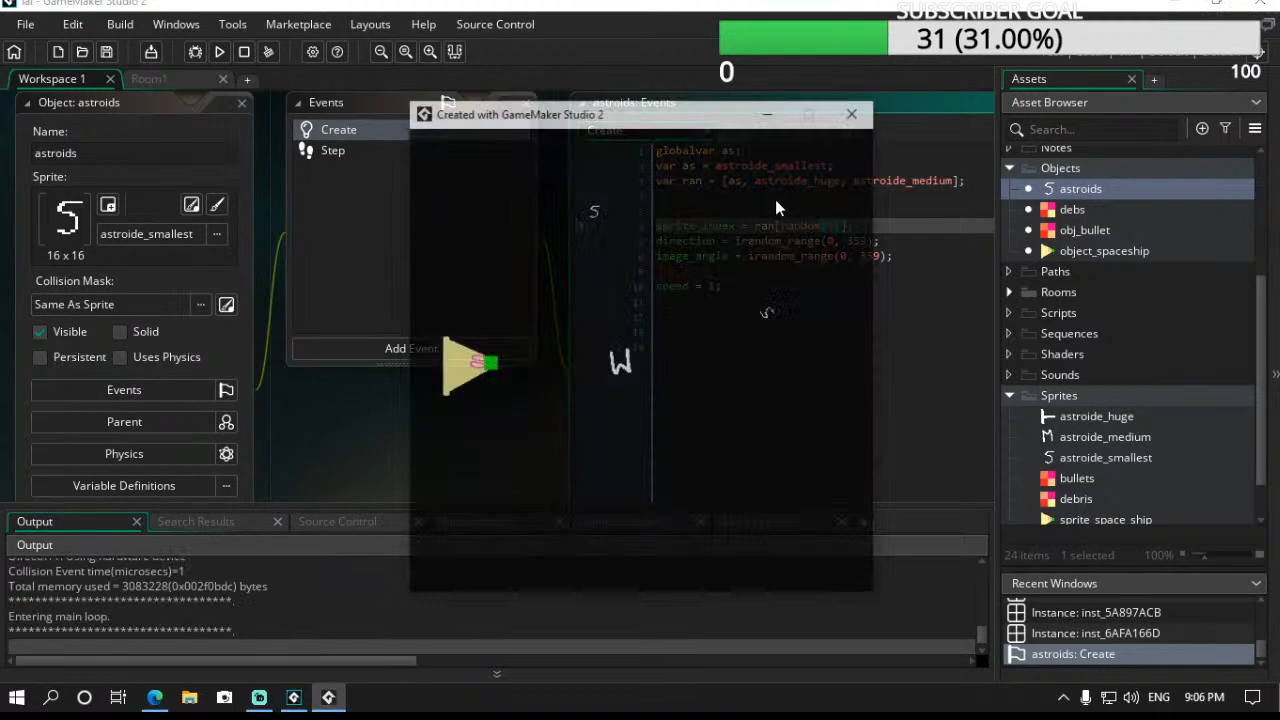 GameMaker Studio 2
SUBSCRIBER GOAL
31 (31.00%)
0
100
File
Edit
Build
Windows
Tools
Marketplace
Layouts
Help
Source Control
Workspace 1
Room1
Object: astroids
Name:
astroids
Sprite:
S
astroide_smallest
16 x 16
Collision Mask:
Same As Sprite
Visible
Solid
Persistent
Uses Physics
Events
Parent
Physics
Variable Definitions
Events
Create
Step
Add Event
astroids: Events
Create
Created with GameMaker Studio 2
globalvar as;
var as = astroide_smallest;
var ran = [as, astroide_huge, astroide_medium];
direction = irandom_range(0, 359);
image_angle = irandom_range(0, 359);
speed = 1;
S
W
S
Assets
Asset Browser
Search...
Notes
Objects
astroids
debs
obj_bullet
object_spaceship
Paths
Rooms
Scripts
Sequences
Shaders
Sounds
Sprites
astroide_huge
astroide_medium
astroide_smallest
bullets
debris
sprite_space_ship
24 items
1 selected
100%
Recent Windows
Instance: inst_5A897ACB
Instance: inst_6AFA166D
astroids: Create
Output
Search Results
Source Control
Output
DirectX11: Using hardware device
Collision Event time(microsecs)=1
Total memory used = 3083228(0x002f0bdc) bytes
**********************************.
Entering main loop.
**********************************.
ENG
9:06 PM